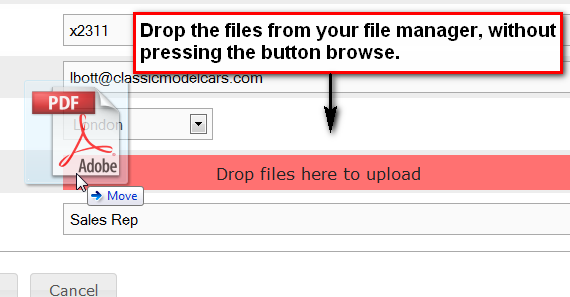 x2311
Drop the files from your file manager, without
pressing the button browse.
lbott@classicmodelcars.com
PDF
London
Adobe
Drop files here to upload
Move
Sales Rep
Cancel